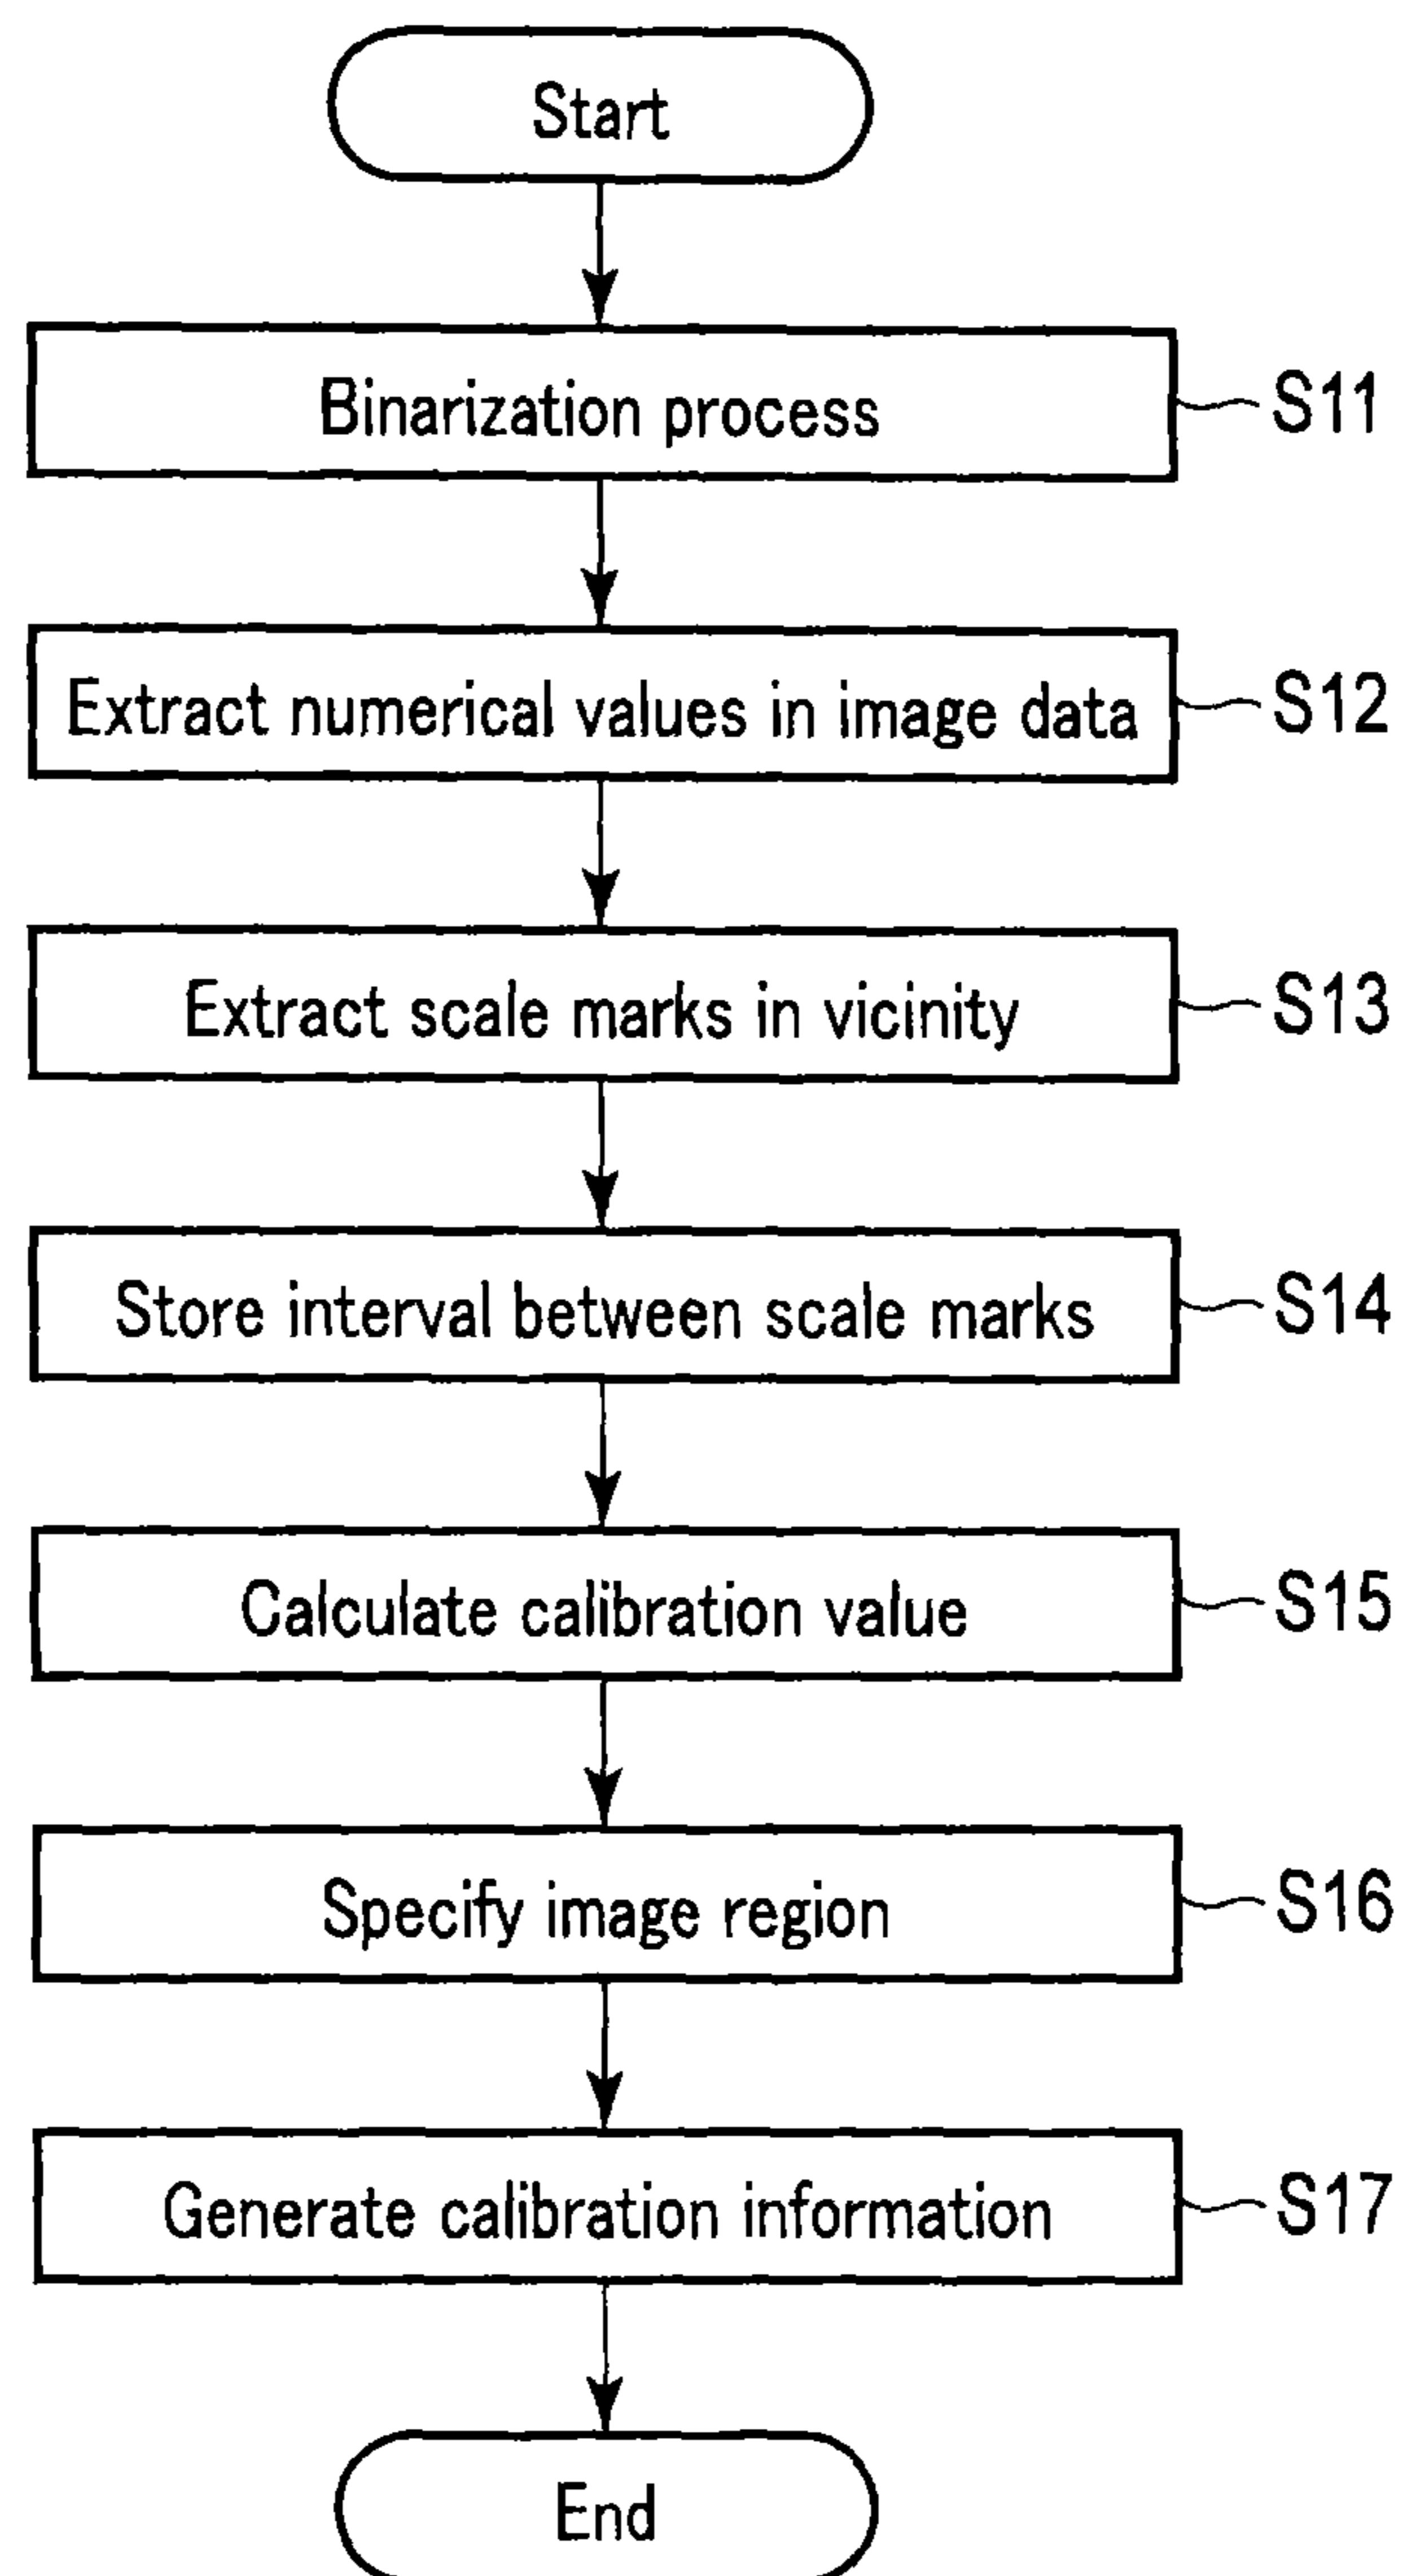 Start
Binarization process S11
Extract numerical values in image data S12
Extract scale marks in vicinity S13
Store interval between scale marks S14
Calculate calibration value S15
Specify image region S16
Generate calibration information S17
End